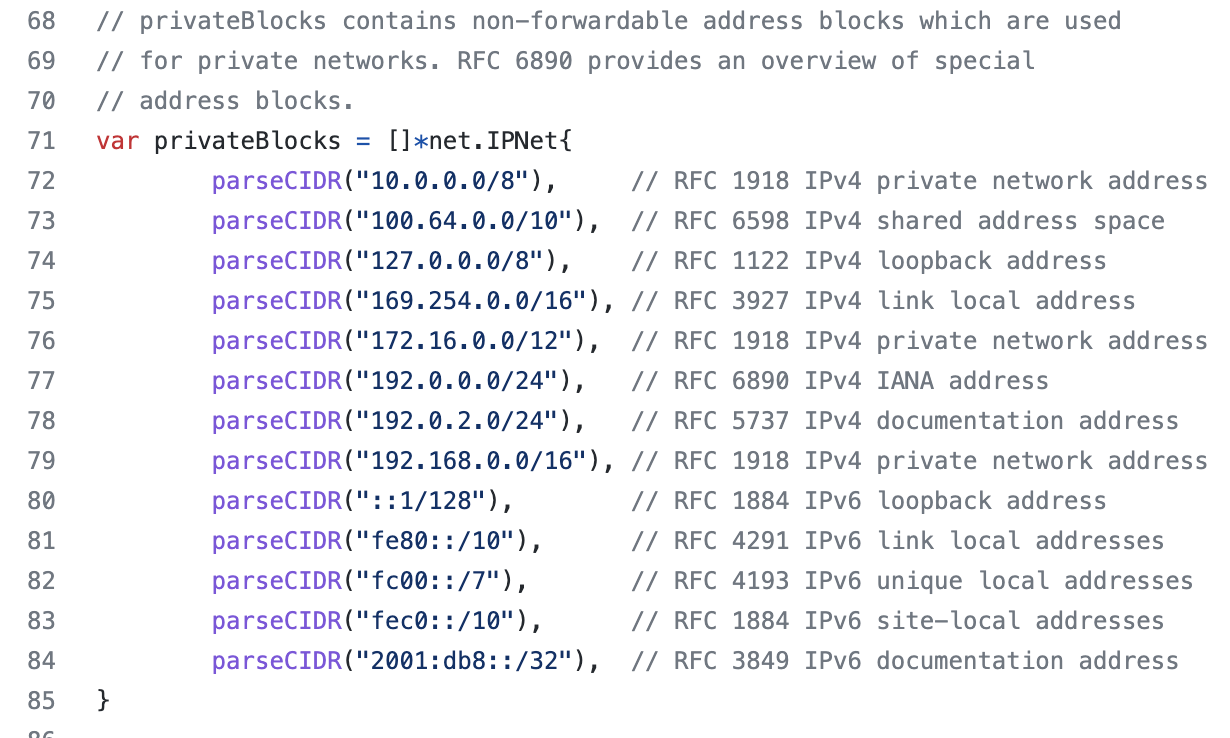 68 // privateBlocks contains non-forwardable address blocks which are used
69 // for private networks. RFC 6890 provides an overview of special
70 // address blocks.
71 var privateBlocks = []*net.IPNet{
72 parseCIDR("10.0.0.0/8"), // RFC 1918 IPv4 private network address
73 parseCIDR("100.64.0.0/10"), // RFC 6598 IPv4 shared address space
74 parseCIDR("127.0.0.0/8"), // RFC 1122 IPv4 loopback address
75 parseCIDR("169.254.0.0/16"), // RFC 3927 IPv4 link local address
76 parseCIDR("172.16.0.0/12"), // RFC 1918 IPv4 private network address
77 parseCIDR("192.0.0.0/24"), // RFC 6890 IPv4 IANA address
78 parseCIDR("192.0.2.0/24"), // RFC 5737 IPv4 documentation address
79 parseCIDR("192.168.0.0/16"), // RFC 1918 IPv4 private network address
80 parseCIDR("::1/128"), // RFC 1884 IPv6 loopback address
81 parseCIDR("fe80::/10"), // RFC 4291 IPv6 link local addresses
82 parseCIDR("fc00::/7"), // RFC 4193 IPv6 unique local addresses
83 parseCIDR("fec0::/10"), // RFC 1884 IPv6 site-local addresses
84 parseCIDR("2001:db8::/32"), // RFC 3849 IPv6 documentation address
85 }